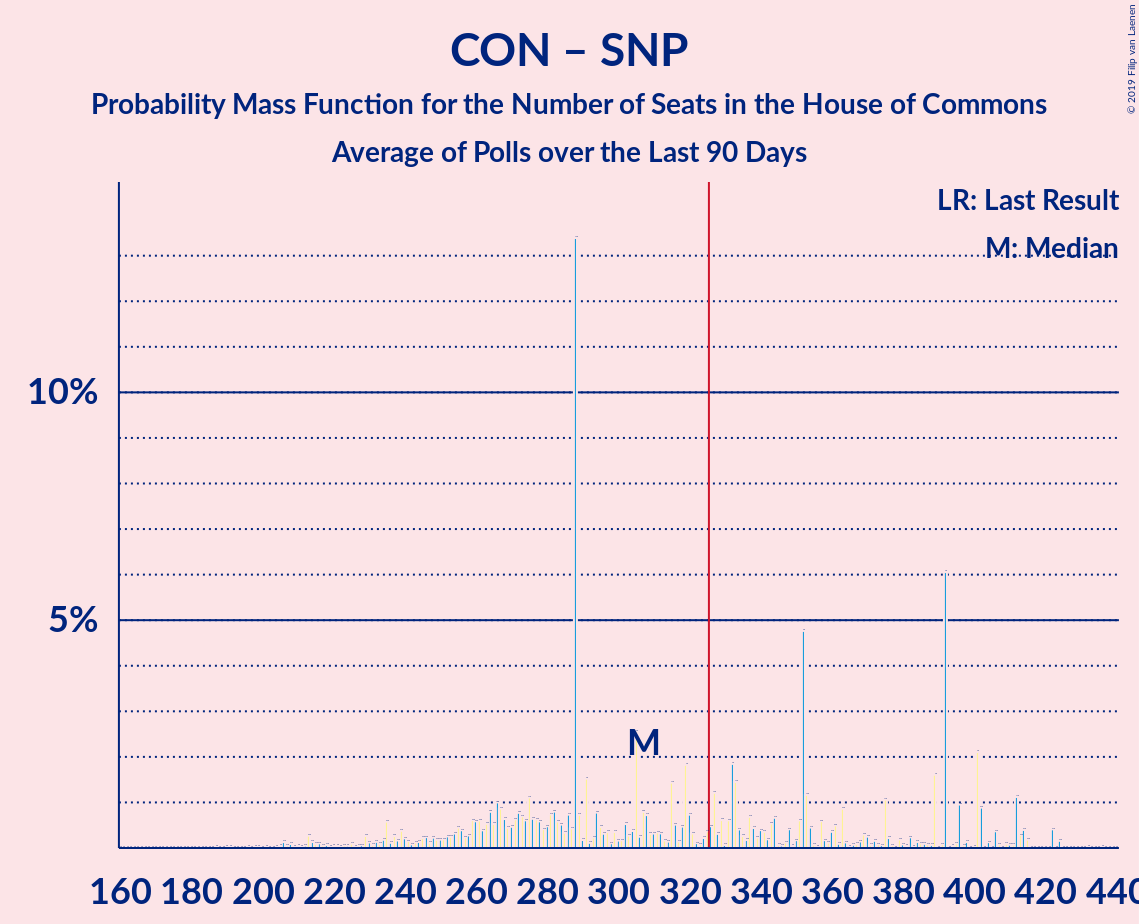 CON – SNP
Probability Mass Function for the Number of Seats in the House of Commons
Average of Polls over the Last 90 Days
© 2019 Filip van Laenen
LR: Last Result
M: Median
10%
5%
M
160 180 200 220 240 260 280 300 320 340 360 380 400 420 440